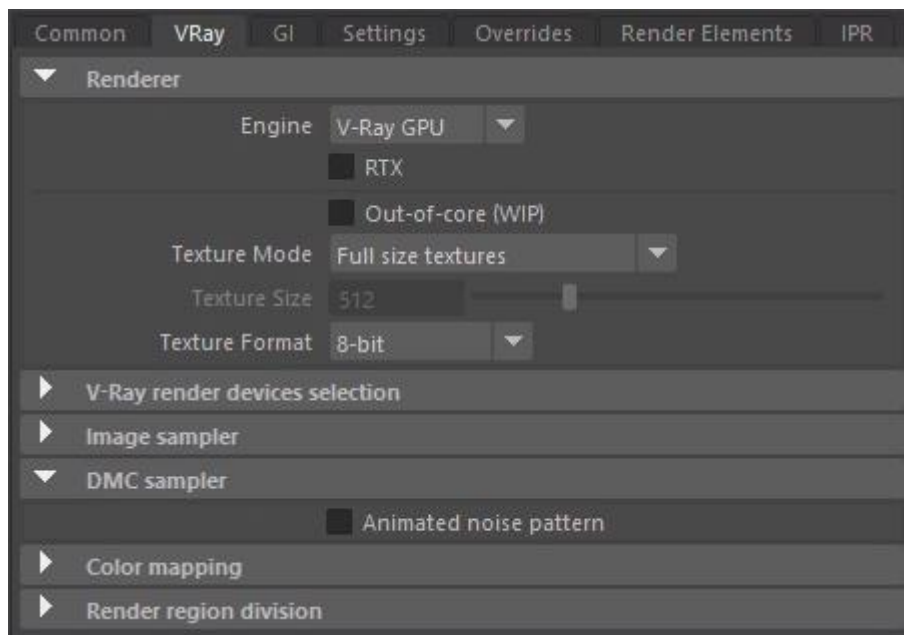 Common VRay GI Settings Overrides Render Elements IPR
Renderer
Engine V-Ray GPU
RTX
Out-of-core (WIP)
Texture Mode Full size textures
Texture Size 512
Texture Format 8-bit
V-Ray render devices selection
Image sampler
DMC sampler
Animated noise pattern
Color mapping
Render region division